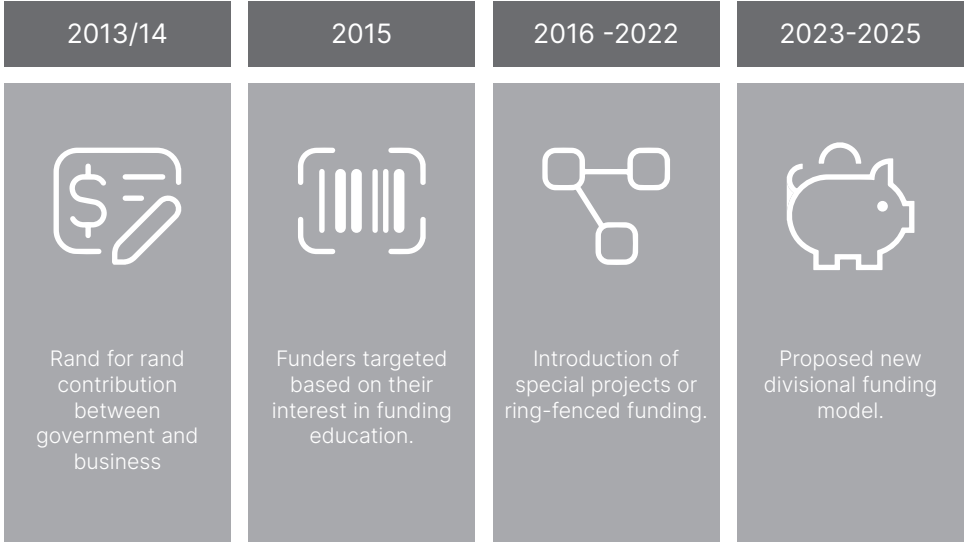 2013/14
Rand for rand
contribution
between
government and
business
2015
Funders targeted
based on their
interest in funding
education.
2016 -2022
Introduction of
special projects or
ring-fenced funding.
2023-2025
Proposed new
divisional funding
model.